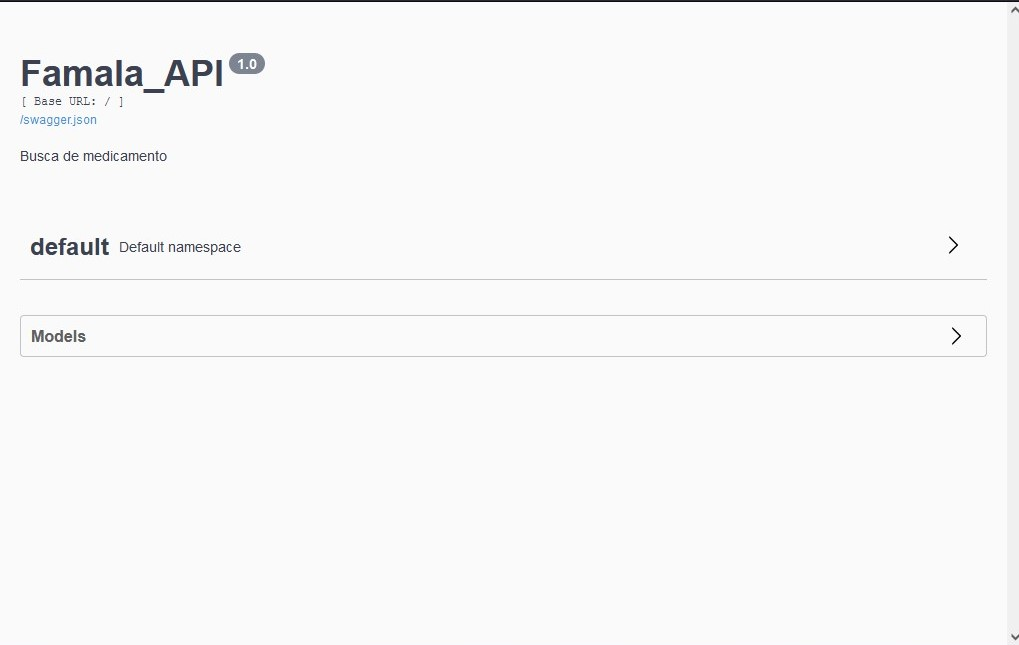 Famala_API 1.0
[ Base URL: / ]
/swagger.json
Busca de medicamento
default Default namespace
Models